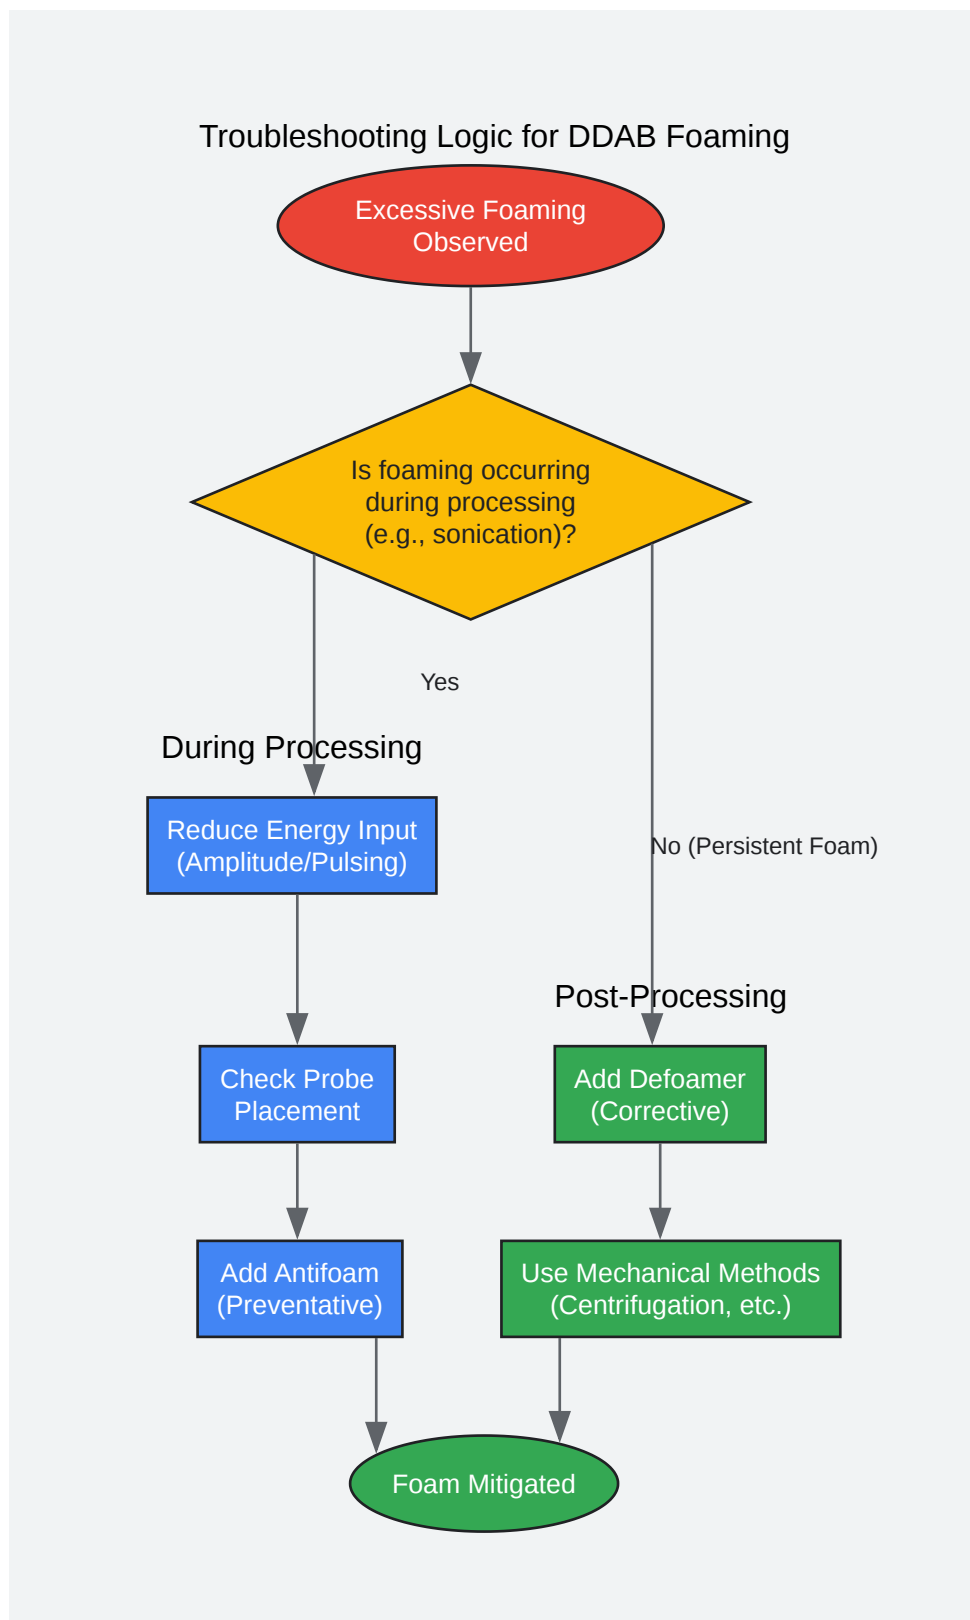 Troubleshooting Logic for DDAB Foaming
Excessive Foaming
Observed
Is foaming occurring
during processing
(e.g., sonication)?
Yes
During Processing
Reduce Energy Input
(Amplitude/Pulsing)
No (Persistent Foam)
Check Probe
Placement
Add Antifoam
(Preventative)
Post-Processing
Add Defoamer
(Corrective)
Use Mechanical Methods
(Centrifugation, etc.)
Foam Mitigated